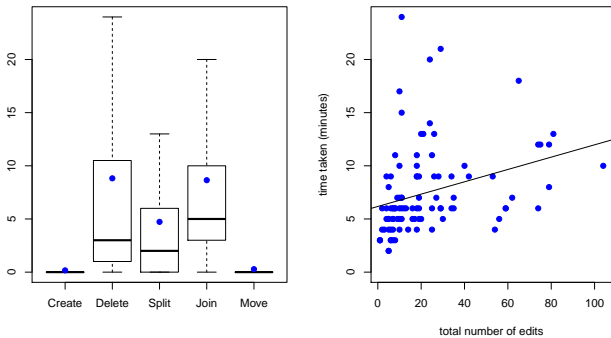 0 5 10 15 20
Create Delete Split Join Move
time taken (minutes)
0 5 10 15 20
0 20 40 60 80 100
total number of edits